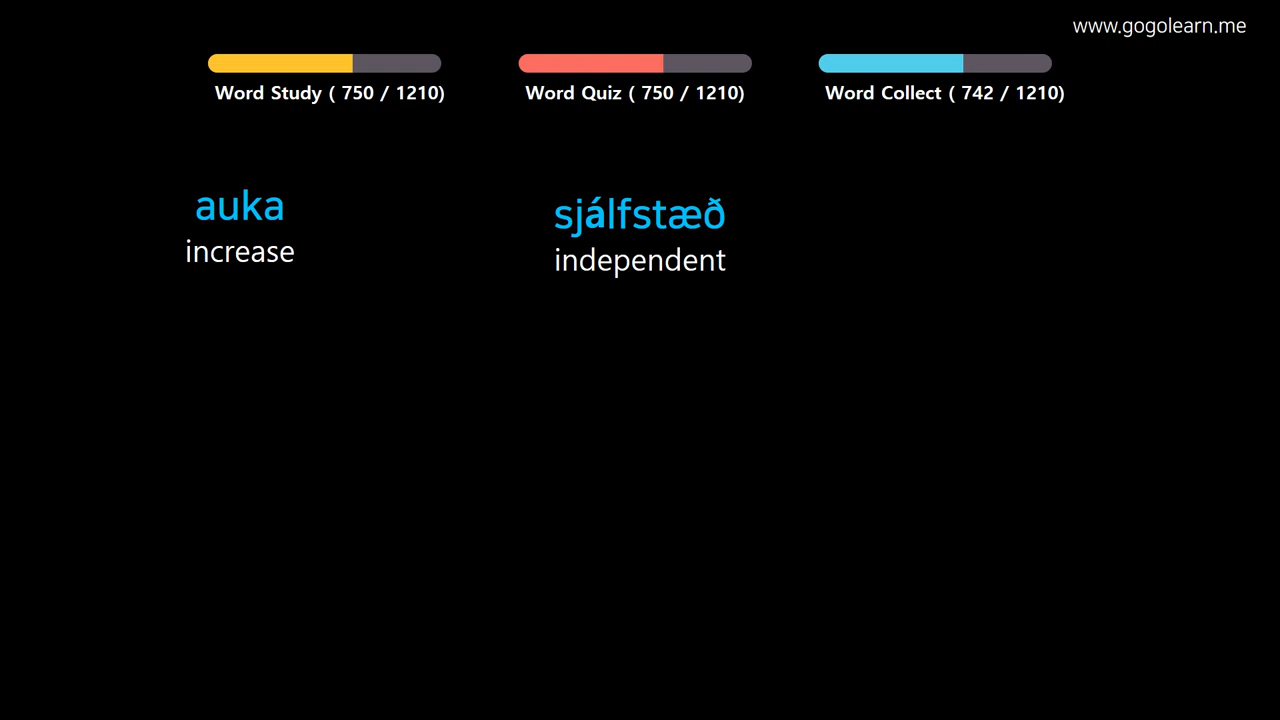 www.gogolearn.me
Word Study ( 750 / 1210)
Word Quiz ( 750 / 1210)
Word Collect ( 742 / 1210)
auka
increase
sjálfstæð
independent